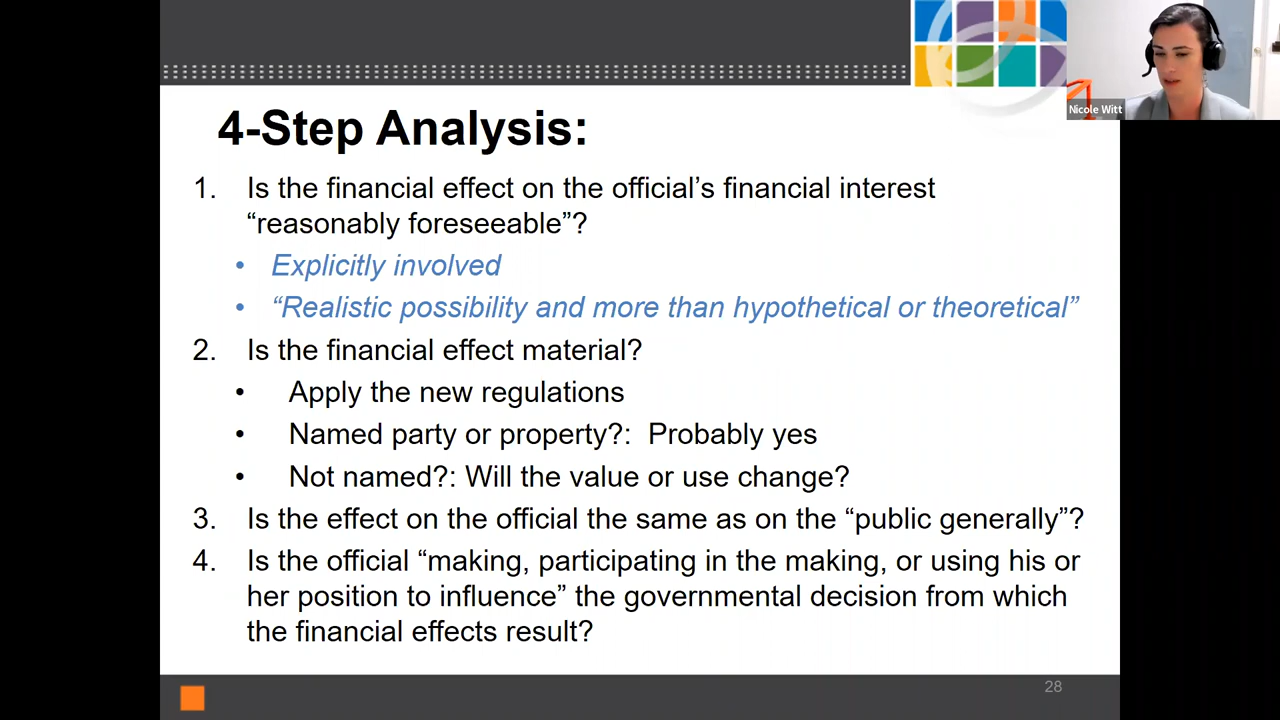 Nicole Witt
4-Step Analysis:
1. Is the financial effect on the official’s financial interest
“reasonably foreseeable”?
• Explicitly involved
• “Realistic possibility and more than hypothetical or theoretical”
2. Is the financial effect material?
• Apply the new regulations
• Named party or property?: Probably yes
• Not named?: Will the value or use change?
3. Is the effect on the official the same as on the “public generally”?
4. Is the official “making, participating in the making, or using his or
her position to influence” the governmental decision from which
the financial effects result?
28